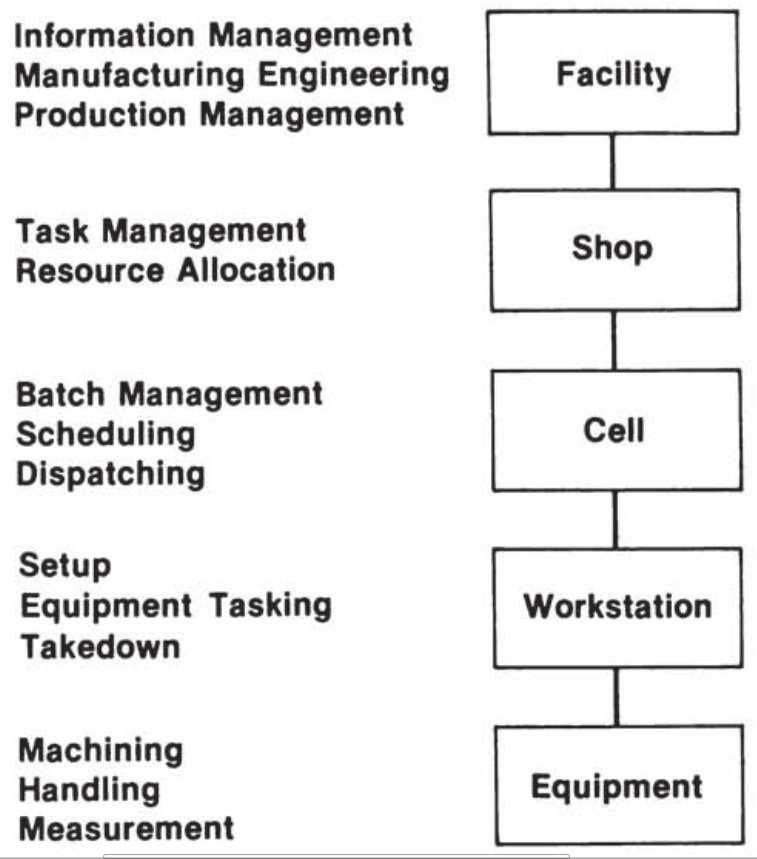 Information Management
Manufacturing Engineering
Production Management
Facility
Task Management
Resource Allocation
Shop
Batch Management
Scheduling
Dispatching
Cell
Setup
Equipment Tasking
Takedown
Workstation
Machining
Handling
Measurement
Equipment